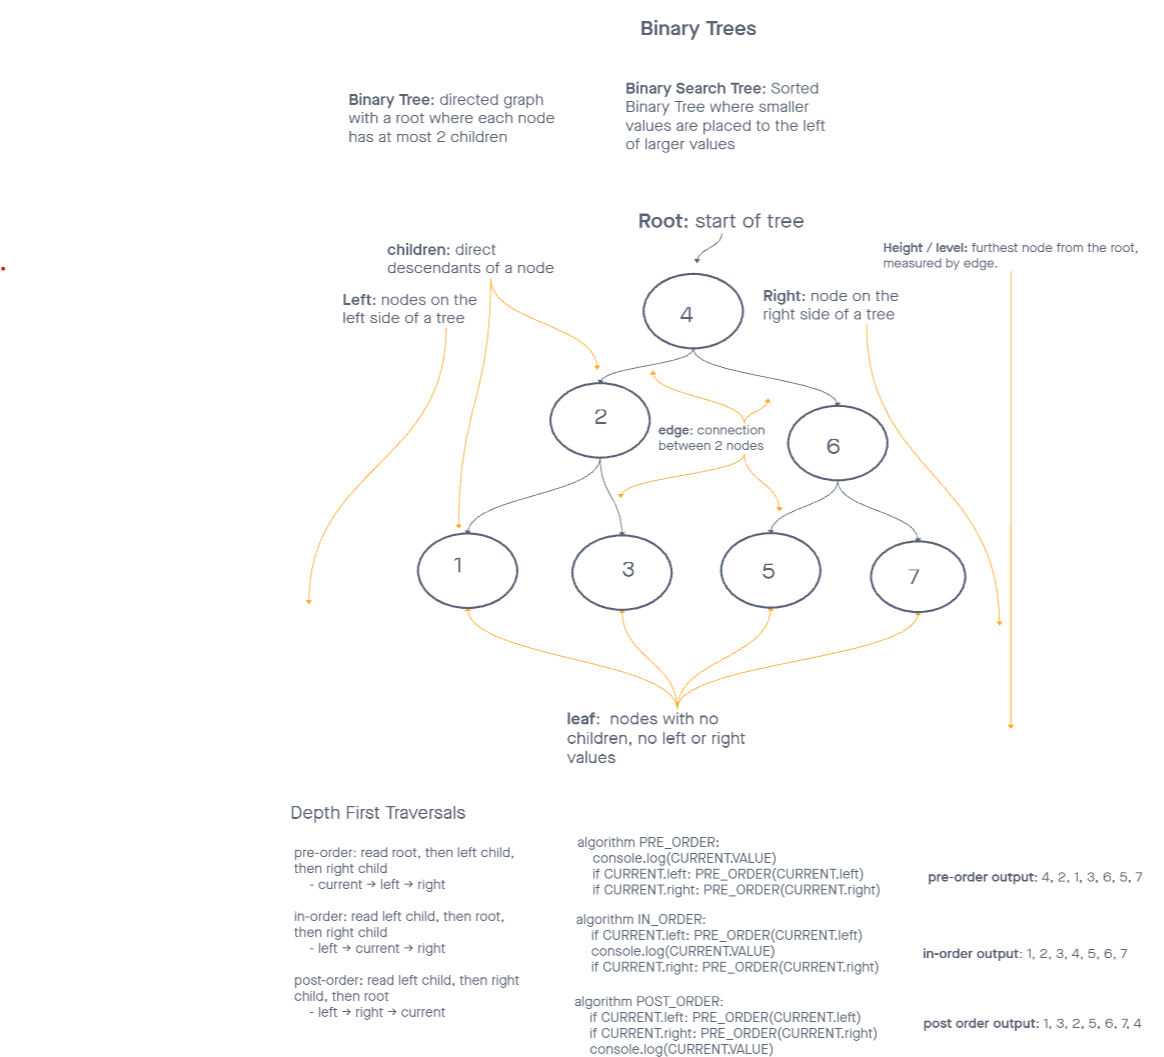 Binary Trees
Binary Tree: directed graph
with a root where each node
has at most 2 children
Binary Search Tree: Sorted
Binary Tree where smaller
values are placed to the left
of larger values
Root: start of tree
children: direct
descendants of a node
Height / level: furthest node from the root,
measured by edge.
Left: nodes on the
left side of a tree
Right: node on the
right side of a tree
4
2
6
edge: connection
between 2 nodes
1
3
5
7
leaf:  nodes with no
children, no left or right
values
Depth First Traversals
pre-order: read root, then left child,
then right child
- current → left → right
in-order: read left child, then root,
then right child
- left → current → right
post-order: read left child, then right
child, then root
- left → right → current
algorithm PRE_ORDER:
console.log(CURRENT.VALUE)
if CURRENT.left: PRE_ORDER(CURRENT.left)
if CURRENT.right: PRE_ORDER(CURRENT.right)
pre-order output: 4, 2, 1, 3, 6, 5, 7
algorithm IN_ORDER:
if CURRENT.left: PRE_ORDER(CURRENT.left)
console.log(CURRENT.VALUE)
if CURRENT.right: PRE_ORDER(CURRENT.right)
in-order output: 1, 2, 3, 4, 5, 6, 7
algorithm POST_ORDER:
if CURRENT.left: PRE_ORDER(CURRENT.left)
if CURRENT.right: PRE_ORDER(CURRENT.right)
console.log(CURRENT.VALUE)
post order output: 1, 3, 2, 5, 6, 7, 4